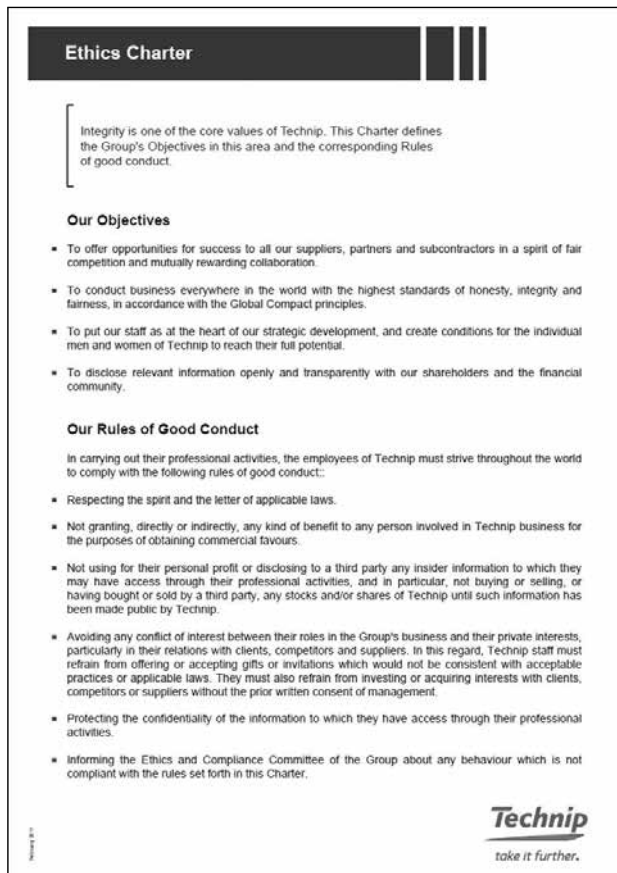 Ethics Charter
Integrity is one of the core values of Technip. This Charter defines
the Group's Objectives in this area and the corresponding Rules
of good conduct.
Our Objectives
To offer opportunities for success to all our suppliers, partners and subcontractors in a spirit of fair
competition and mutually rewarding collaboration.
To conduct business everywhere in the world with the highest standards of honesty, integrity and
fairness, in accordance with the Global Compact principles.
To put our staff as at the heart of our strategic development, and create conditions for the individual
men and women of Technip to reach their full potential.
To disclose relevant information openly and transparently with our shareholders and the financial
community.
Our Rules of Good Conduct
In carrying out their professional activities, the employees of Technip must strive throughout the world
to comply with the following rules of good conduct::
Respecting the spirit and the letter of applicable laws.
Not granting, directly or indirectly, any kind of benefit to any person involved in Technip business for
the purposes of obtaining commercial favours.
Not using for their personal profit or disclosing to a third party any insider information to which they
may have access through their professional activities, and in particular, not buying or selling, or
having bought or sold by a third party, any stocks and/or shares of Technip until such information has
been made public by Technip.
Avoiding any conflict of interest between their roles in the Group's business and their private interests,
particularly in their relations with clients, competitors and suppliers. In this regard, Technip staff must
refrain from offering or accepting gifts or invitations which would not be consistent with acceptable
practices or applicable laws. They must also refrain from investing or acquiring interests with clients,
competitors or suppliers without the prior written consent of management.
Protecting the confidentiality of the information to which they have access through their professional
activities.
Informing the Ethics and Compliance Committee of the Group about any behaviour which is not
compliant with the rules set forth in this Charter.
Technip
take it further.